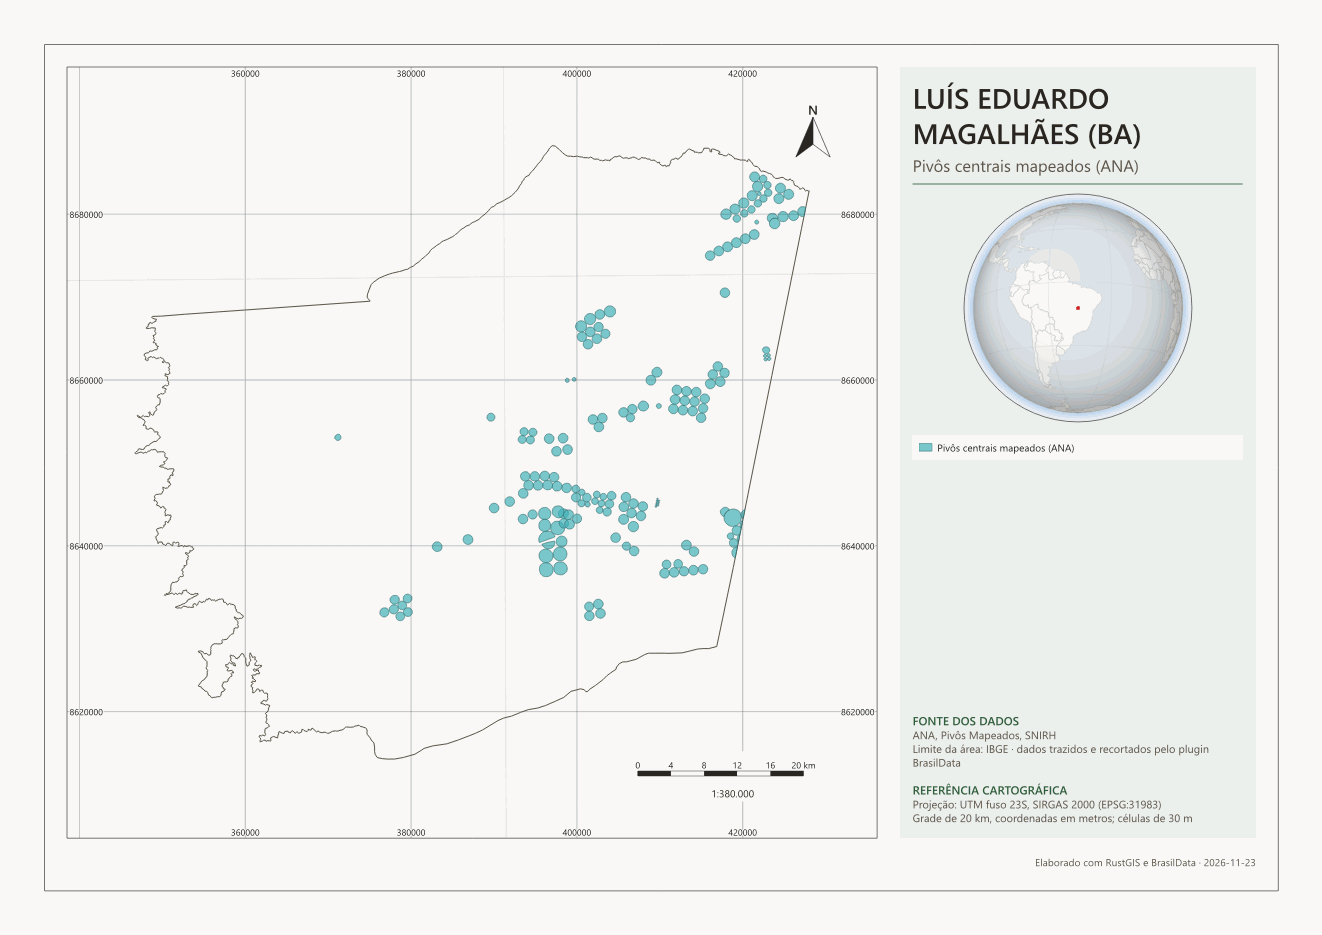 360000 380000 400000 420000
N
8680000 8680000
8660000 8660000
8640000 8640000
8620000 8620000
0 4 8 12 16 20 km
1:380.000
360000 380000 400000 420000
LUÍS EDUARDO
MAGALHÃES (BA)
Pivôs centrais mapeados (ANA)
Pivôs centrais mapeados (ANA)
FONTE DOS DADOS
ANA, Pivôs Mapeados, SNIRH
Limite da área: IBGE · dados trazidos e recortados pelo plugin
BrasilData
REFERÊNCIA CARTOGRÁFICA
Projeção: UTM fuso 23S, SIRGAS 2000 (EPSG:31983)
Grade de 20 km, coordenadas em metros; células de 30 m
Elaborado com RustGIS e BrasilData · 2026-11-23